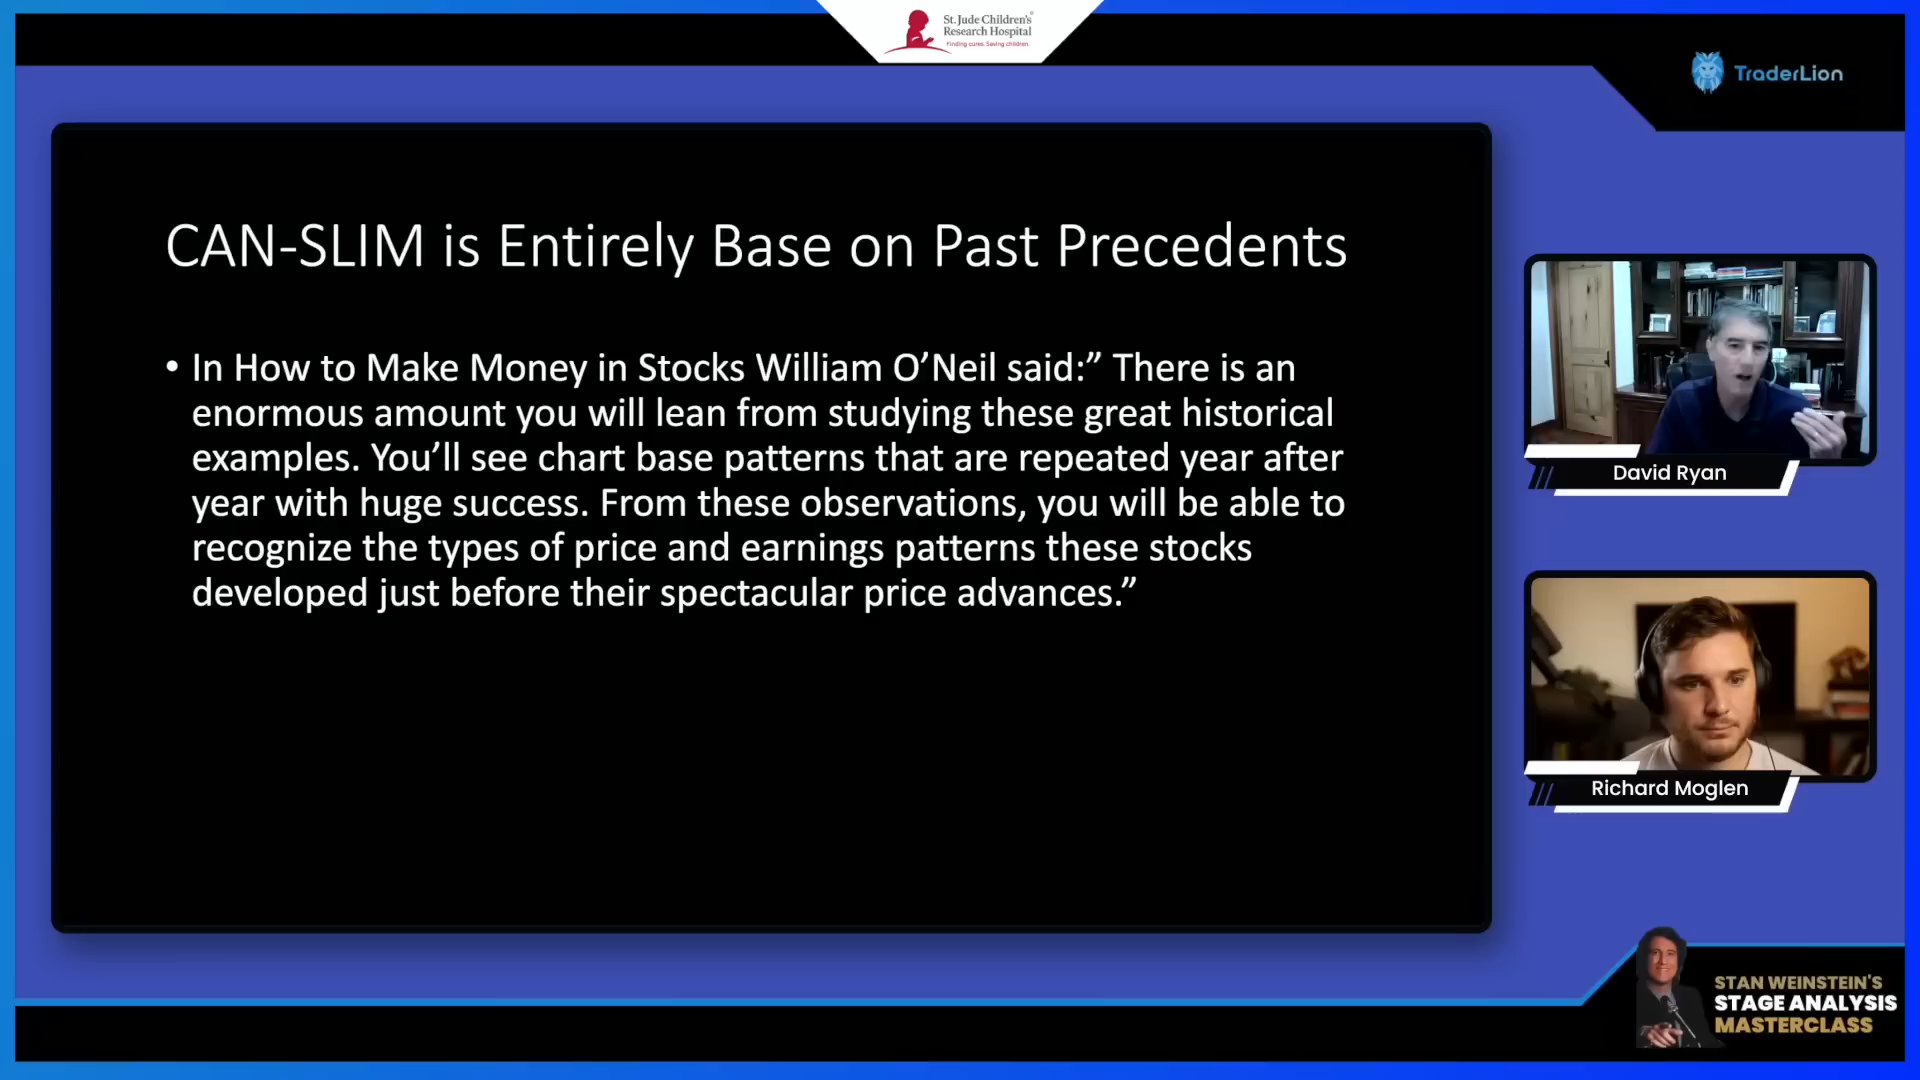 St. Jude Children's
Research Hospital
Finding cures. Saving children.
TraderLion
CAN-SLIM is Entirely Base on Past Precedents
• In How to Make Money in Stocks William O’Neil said:” There is an
enormous amount you will lean from studying these great historical
examples. You’ll see chart base patterns that are repeated year after
year with huge success. From these observations, you will be able to
recognize the types of price and earnings patterns these stocks
developed just before their spectacular price advances.”
David Ryan
Richard Moglen
STAN WEINSTEIN'S
STAGE ANALYSIS
MASTERCLASS